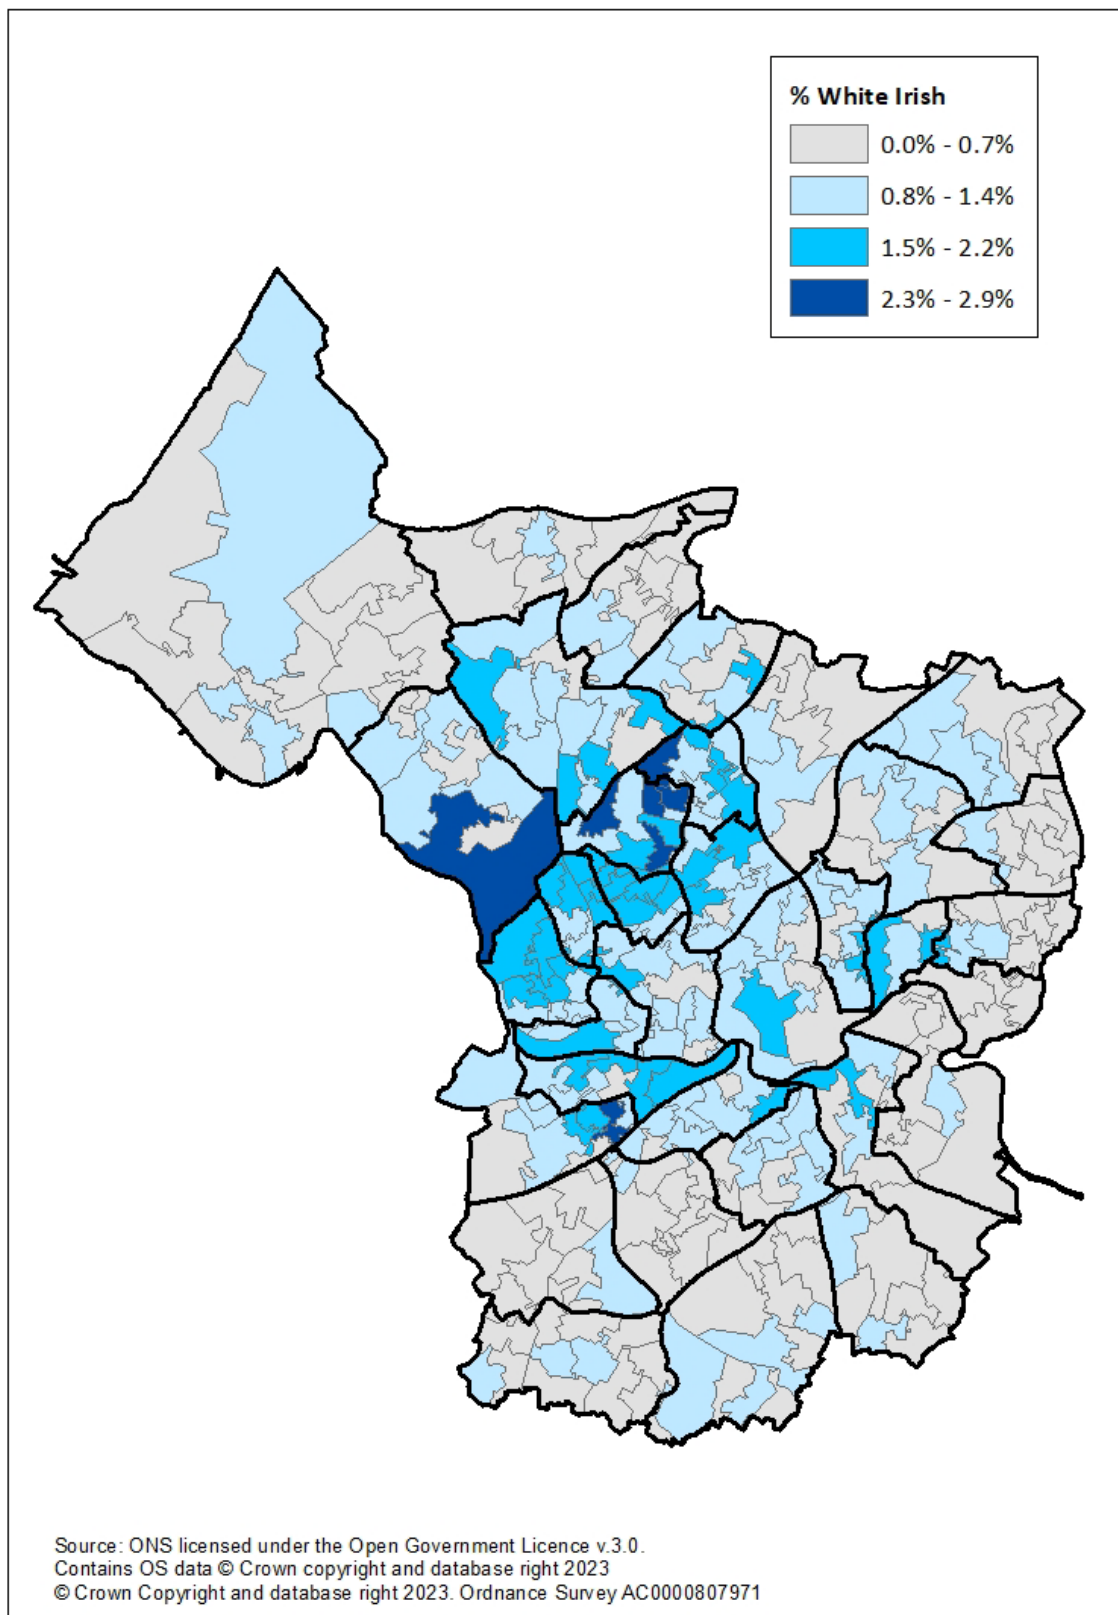 % White Irish
0.0% - 0.7%
0.8% - 1.4%
1.5% - 2.2%
2.3% - 2.9%
Source: ONS licensed under the Open Government Licence v.3.0.
Contains OS data © Crown copyright and database right 2023
© Crown Copyright and database right 2023. Ordnance Survey AC0000807971